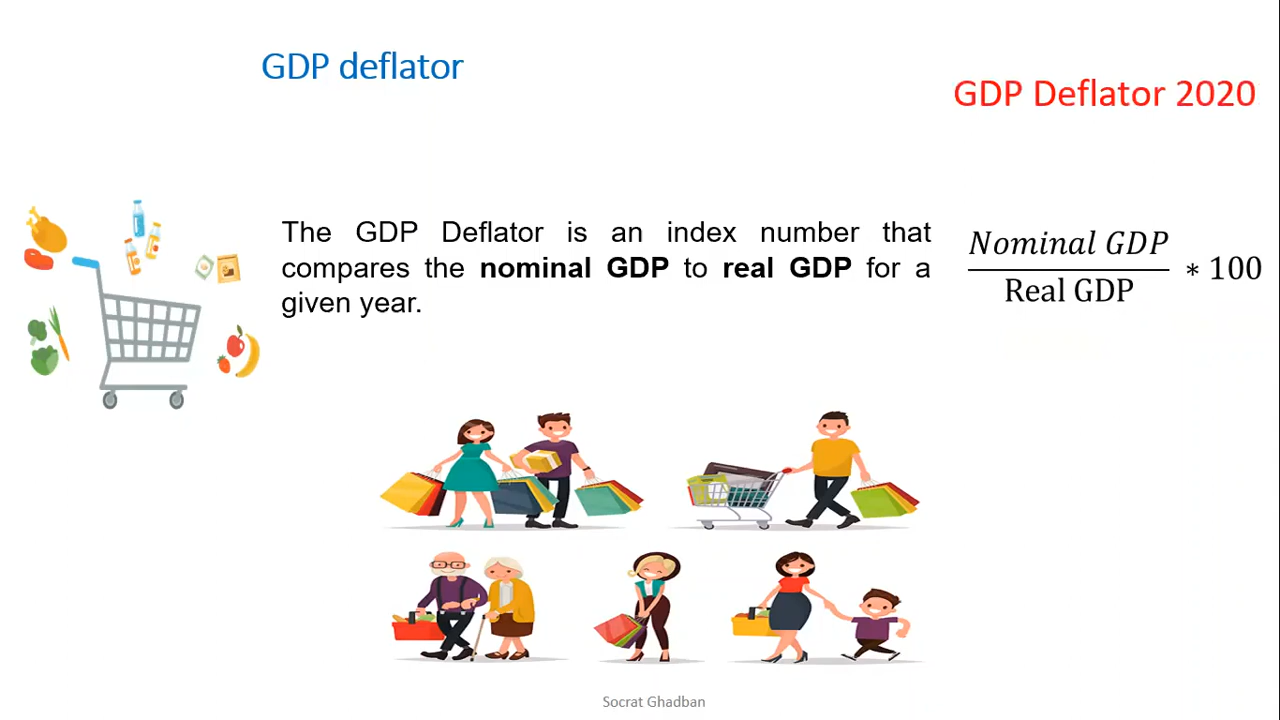 GDP deflator
GDP Deflator 2020
The GDP Deflator is an index number that
compares the nominal GDP to real GDP for a
given year.
Nominal GDP
Real GDP
∗ 100
Socrat Ghadban